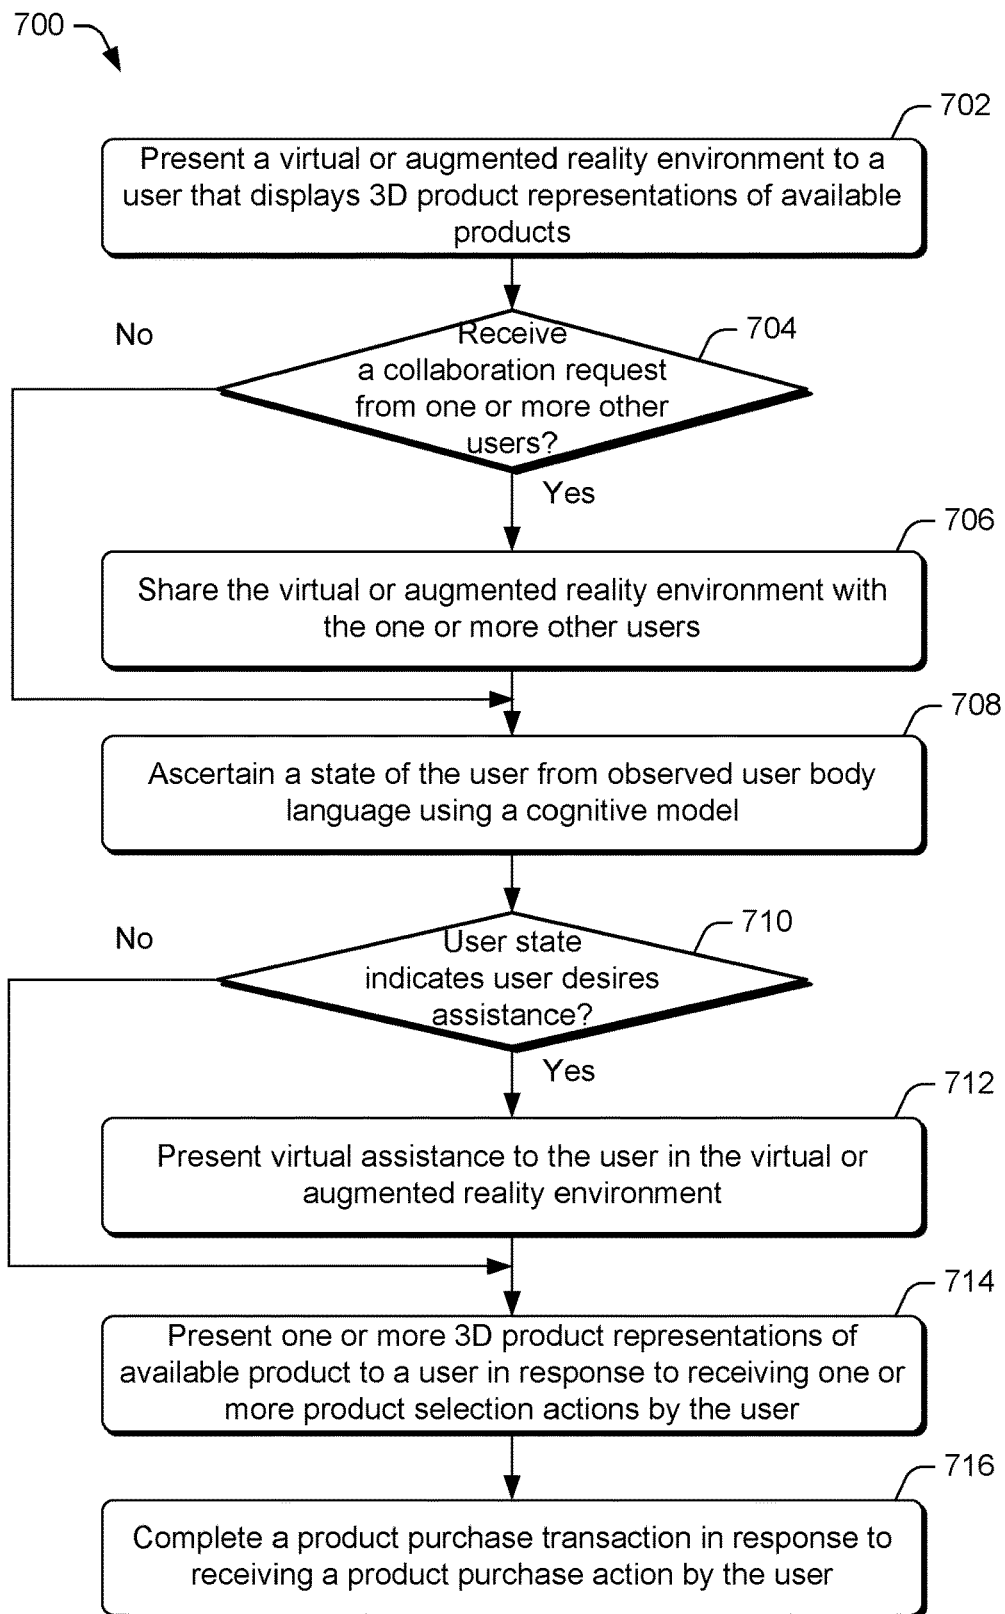 700
702
Present a virtual or augmented reality environment to a
user that displays 3D product representations of available
products
No
704
Receive
a collaboration request
from one or more other
users?
Yes
706
Share the virtual or augmented reality environment with
the one or more other users
708
Ascertain a state of the user from observed user body
language using a cognitive model
No
710
User state
indicates user desires
assistance?
Yes
712
Present virtual assistance to the user in the virtual or
augmented reality environment
714
Present one or more 3D product representations of
available product to a user in response to receiving one or
more product selection actions by the user
716
Complete a product purchase transaction in response to
receiving a product purchase action by the user